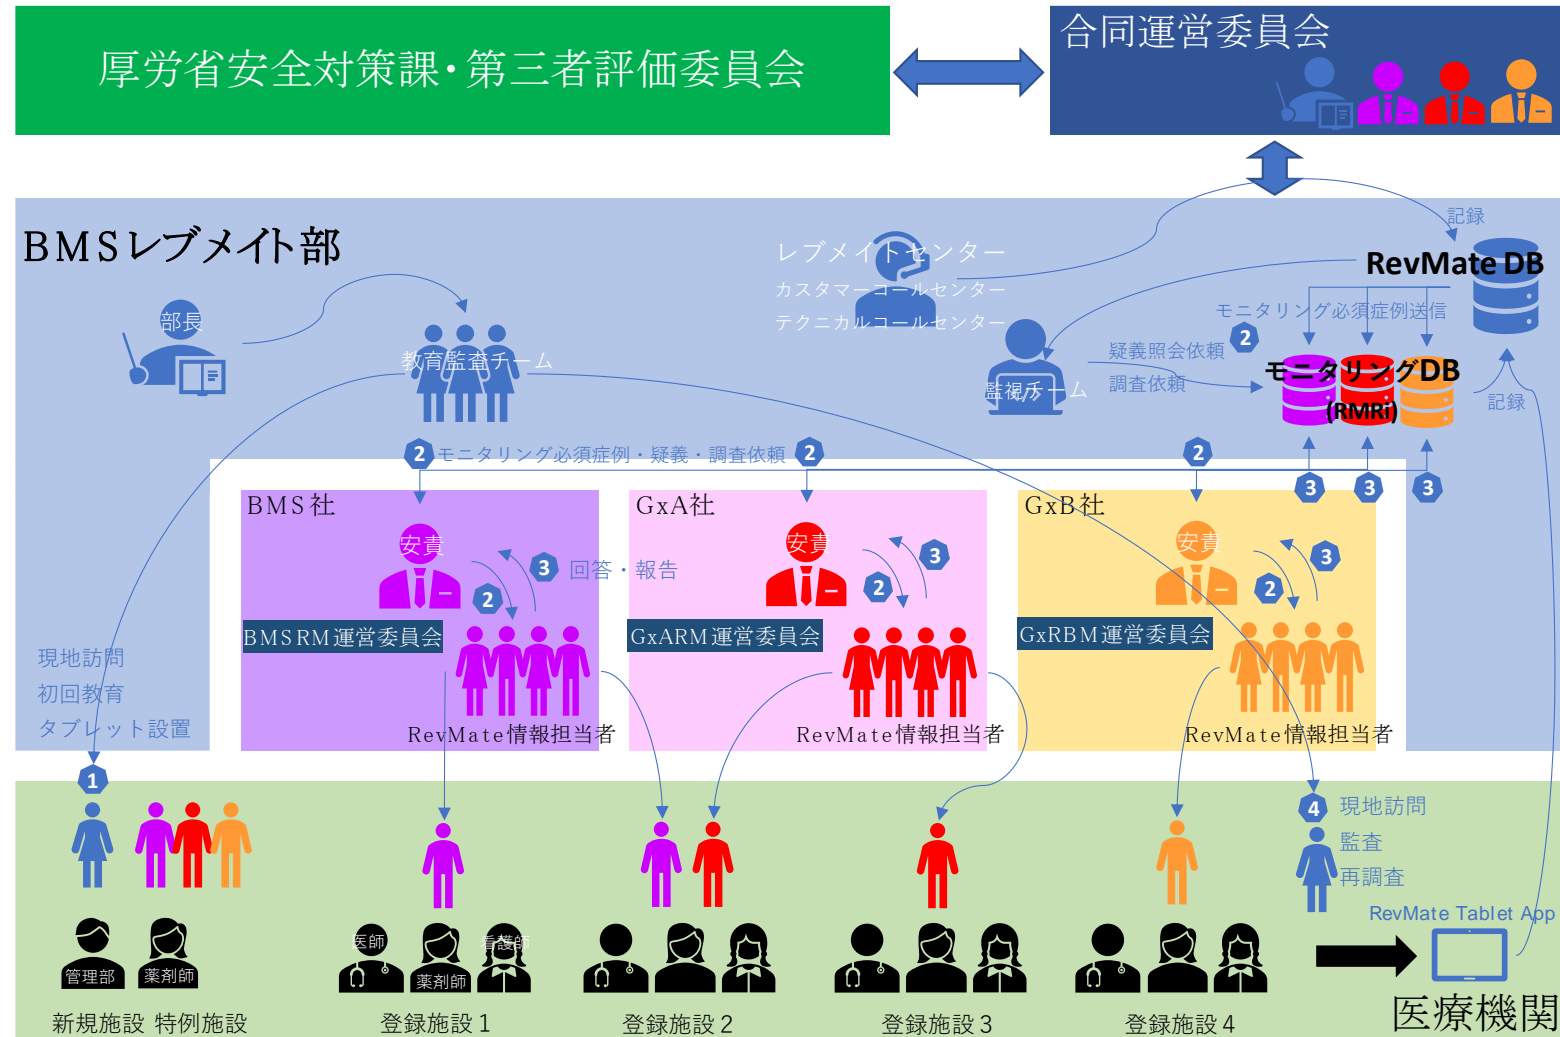 厚労省安全対策課・第三者評価委員会
合同運営委員会
BMSレブメイト部
部長
教育監査チーム
レブメイトセンター
カスタマーコールセンター
テクニカルコールセンター
監視チーム
記録
RevMate DB
モニタリング必須症例送信
2
疑義照会依頼
調査依頼
モニタリングDB
(RMRi)
記録
2
モニタリング必須症例・疑義・調査依頼
2
2
3
3
3
BMS社
安責
3
回答・報告
2
BMSRM運営委員会
RevMate情報担当者
GxA社
安責
3
2
GxARM運営委員会
RevMate情報担当者
GxB社
安責
3
2
GxRBM運営委員会
RevMate情報担当者
現地訪問
初回教育
タブレット設置
1
4
現地訪問
監査
再調査
RevMate Tablet App
管理部
薬剤師
医師
薬剤師
看護師
新規施設 特例施設
登録施設1
登録施設2
登録施設3
登録施設4
医療機関